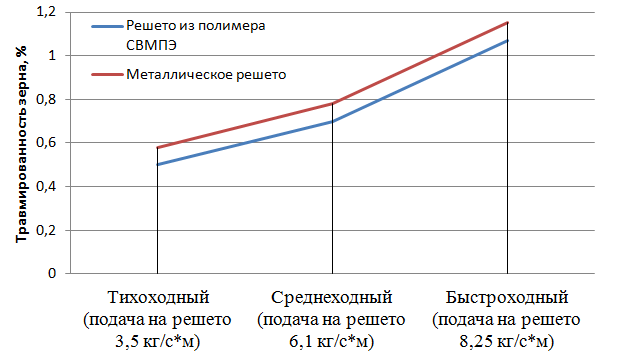 Травмированность зерна, %
1,2
1
0,8
0,6
0,4
0,2
0
Решето из полимера
СВМПЭ
Металлическое решето
Тихоходный
(подача на решето
3,5 кг/с*м)
Среднеходный
(подача на решето
6,1 кг/с*м)
Быстроходный
(подача на решето
8,25 кг/с*м)